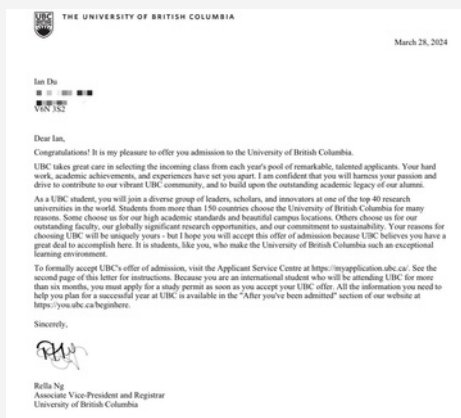 UBC
THE UNIVERSITY OF BRITISH COLUMBIA
March 28, 2024
Ian Du
V6N 3S2
Dear Ian,
Congratulations! It is my pleasure to offer you admission to the University of British Columbia.
UBC takes great care in selecting the incoming class from each year's pool of remarkable, talented applicants. Your hard
work, academic achievements, and experiences have set you apart. I am confident that you will harness your passion and
drive to contribute to our vibrant UBC community, and to build upon the outstanding academic legacy of our alumni.
As a UBC student, you will join a diverse group of leaders, scholars, and innovators at one of the top 40 research
universities in the world. Students from more than 150 countries choose the University of British Columbia for many
reasons. Some choose us for our high academic standards and beautiful campus locations. Others choose us for our
outstanding faculty, our globally significant research opportunities, and our commitment to sustainability. Your reasons for
choosing UBC will be uniquely yours - but I hope you will accept this offer of admission because UBC believes you have a
great deal to accomplish here. It is students, like you, who make the University of British Columbia such an exceptional
learning environment.
To formally accept UBC's offer of admission, visit the Applicant Service Centre at https://myapplication.ubc.ca/. See the
second page of this letter for instructions. Because you are an international student who will be attending UBC for more
than six months, you must apply for a study permit as soon as you accept your UBC offer. All the information you need to
help you plan for a successful year at UBC is available in the "After you've been admitted" section of our website at
https://you.ubc.ca/beginhere.
Sincerely,
Rella Ng
Associate Vice-President and Registrar
University of British Columbia